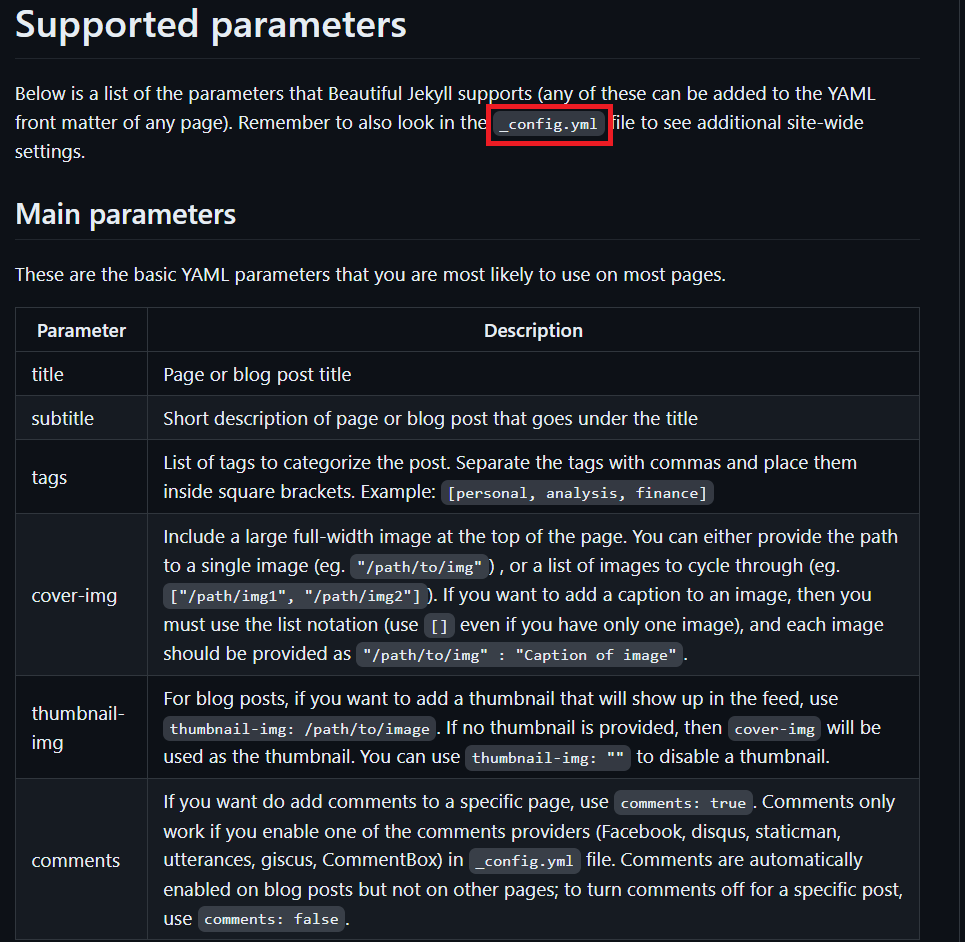 Supported parameters
Below is a list of the parameters that Beautiful Jekyll supports (any of these can be added to the YAML
front matter of any page). Remember to also look in the _config.yml file to see additional site-wide
settings.
Main parameters
These are the basic YAML parameters that you are most likely to use on most pages.
Parameter Description
title Page or blog post title
subtitle Short description of page or blog post that goes under the title
tags List of tags to categorize the post. Separate the tags with commas and place them
inside square brackets. Example: [personal, analysis, finance]
cover-img Include a large full-width image at the top of the page. You can either provide the path
to a single image (eg. "/path/to/img") , or a list of images to cycle through (eg.
["/path/img1", "/path/img2"]). If you want to add a caption to an image, then you
must use the list notation (use [] even if you have only one image), and each image
should be provided as "/path/to/img" : "Caption of image".
thumbnail-
img
For blog posts, if you want to add a thumbnail that will show up in the feed, use
thumbnail-img: /path/to/image. If no thumbnail is provided, then cover-img will be
used as the thumbnail. You can use thumbnail-img: "" to disable a thumbnail.
comments If you want do add comments to a specific page, use comments: true. Comments only
work if you enable one of the comments providers (Facebook, disqus, staticman,
utterances, giscus, CommentBox) in _config.yml file. Comments are automatically
enabled on blog posts but not on other pages; to turn comments off for a specific post,
use comments: false.